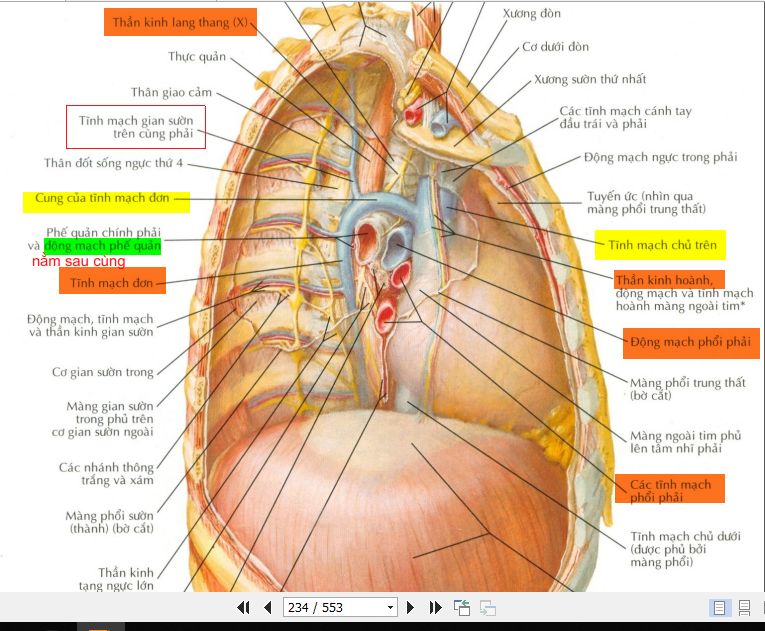 Thần kinh lang thang (X)
Thực quản
Thân giao cảm
Tĩnh mạch gian sườn
trên cùng phải
Thân đốt sống ngực thứ 4
Cung của tĩnh mạch đơn
Phế quản chính phải
và động mạch phế quản
nằm sau cùng
Tĩnh mạch đơn
Động mạch, tĩnh mạch
và thần kinh gian sườn
Cơ gian sườn trong
Màng gian sườn
trong phủ trên
cơ gian sườn ngoài
Các nhánh thông
trắng và xám
Màng phổi sườn
(thành) (bờ cắt)
Thần kinh
tạng ngực lớn
Xương đòn
Cơ dưới đòn
Xương sườn thứ nhất
Các tĩnh mạch cánh tay
đầu trái và phải
Động mạch ngực trong phải
Tuyến ức (nhìn qua
màng phổi trung thất)
Tĩnh mạch chủ trên
Thần kinh hoành,
động mạch và tĩnh mạch
hoành màng ngoài tim*
Động mạch phổi phải
Màng phổi trung thất
(bờ cắt)
Màng ngoài tim phủ
lên tâm nhĩ phải
Các tĩnh mạch
phổi phải
Tĩnh mạch chủ dưới
(được phủ bởi
màng phổi)
234 / 553